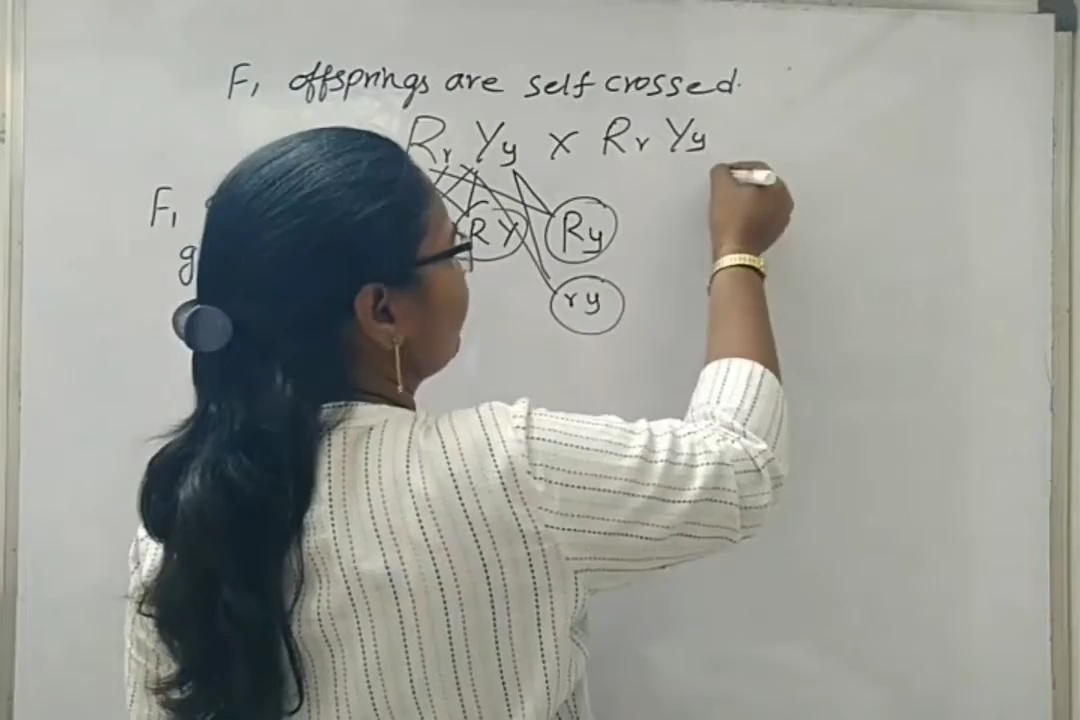 F₁ offsprings are self crossed.
Rr Yy x Rr Yy
F₁ RY Ry
g ry